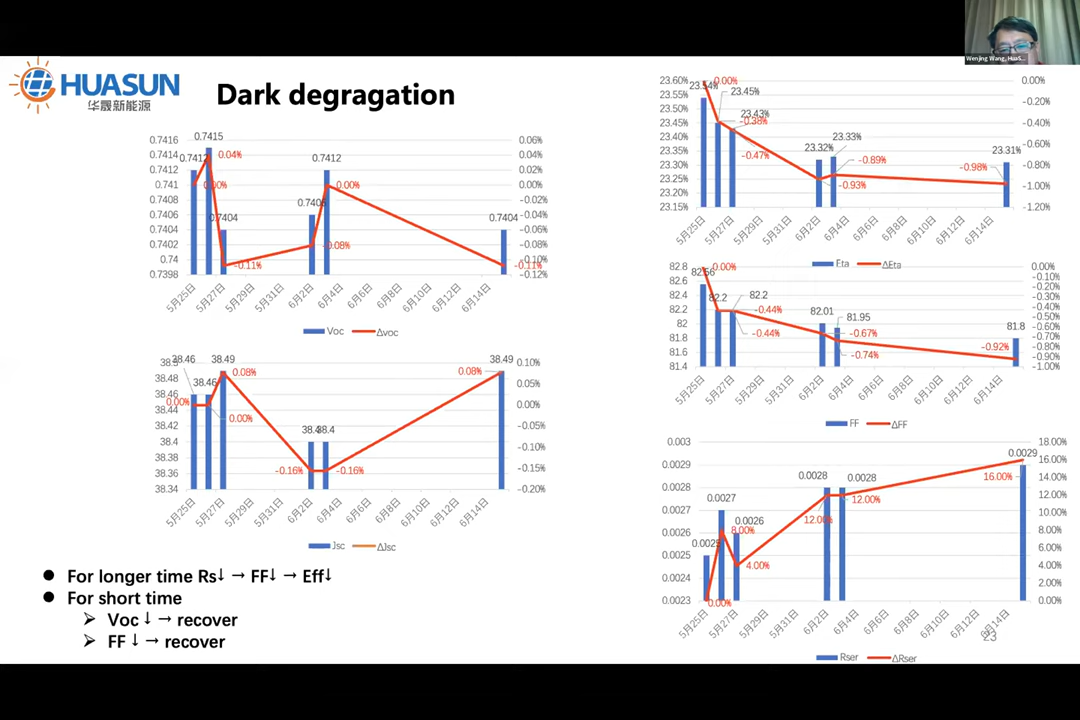 Wenjing Wang, HuaS...
HUASUN
华晟新能源
Dark degragation
0.7416
0.7414
0.7412
0.741
0.7408
0.7406
0.7404
0.7402
0.74
0.7398
0.7412
0.7415
0.7404
0.7412
0.7404
0.00%
0.04%
-0.11%
-0.08%
0.00%
-0.11%
0.06%
0.04%
0.02%
0.00%
-0.02%
-0.04%
-0.06%
-0.08%
-0.10%
-0.12%
5月25日
5月27日
5月29日
5月31日
6月2日
6月4日
6月6日
6月8日
6月10日
6月12日
6月14日
Voc
Δvoc
38.5
38.48
38.46
38.44
38.42
38.4
38.38
38.36
38.34
38.46
38.46
38.49
38.4
38.4
38.49
0.00%
0.00%
0.08%
-0.16%
-0.16%
0.08%
0.10%
0.05%
0.00%
-0.05%
-0.10%
-0.15%
-0.20%
5月25日
5月27日
5月29日
5月31日
6月2日
6月4日
6月6日
6月8日
6月10日
6月12日
6月14日
Jsc
ΔJsc
● For longer time Rs↓ → FF↓ → Eff↓
● For short time
➢ Voc ↓ → recover
➢ FF ↓ → recover
23.60%
23.55%
23.50%
23.45%
23.40%
23.35%
23.30%
23.25%
23.20%
23.15%
23.54%
23.45%
23.43%
23.32%
23.33%
23.31%
0.00%
-0.38%
-0.47%
-0.93%
-0.89%
-0.98%
0.00%
-0.20%
-0.40%
-0.60%
-0.80%
-1.00%
-1.20%
5月25日
5月27日
5月29日
5月31日
6月2日
6月4日
6月6日
6月8日
6月10日
6月12日
6月14日
Eta
ΔEta
82.8
82.6
82.4
82.2
82
81.8
81.6
81.4
82.56
82.2
82.2
82.01
81.95
81.8
0.00%
-0.44%
-0.44%
-0.67%
-0.74%
-0.92%
0.00%
-0.10%
-0.20%
-0.30%
-0.40%
-0.50%
-0.60%
-0.70%
-0.80%
-0.90%
-1.00%
5月25日
5月27日
5月29日
5月31日
6月2日
6月4日
6月6日
6月8日
6月10日
6月12日
6月14日
FF
ΔFF
0.003
0.0029
0.0028
0.0027
0.0026
0.0025
0.0024
0.0023
0.0025
0.0027
0.0026
0.0028
0.0028
0.0029
0.00%
8.00%
4.00%
12.00%
12.00%
16.00%
18.00%
16.00%
14.00%
12.00%
10.00%
8.00%
6.00%
4.00%
2.00%
0.00%
5月25日
5月27日
5月29日
5月31日
6月2日
6月4日
6月6日
6月8日
6月10日
6月12日
6月14日
Rser
ΔRser
23